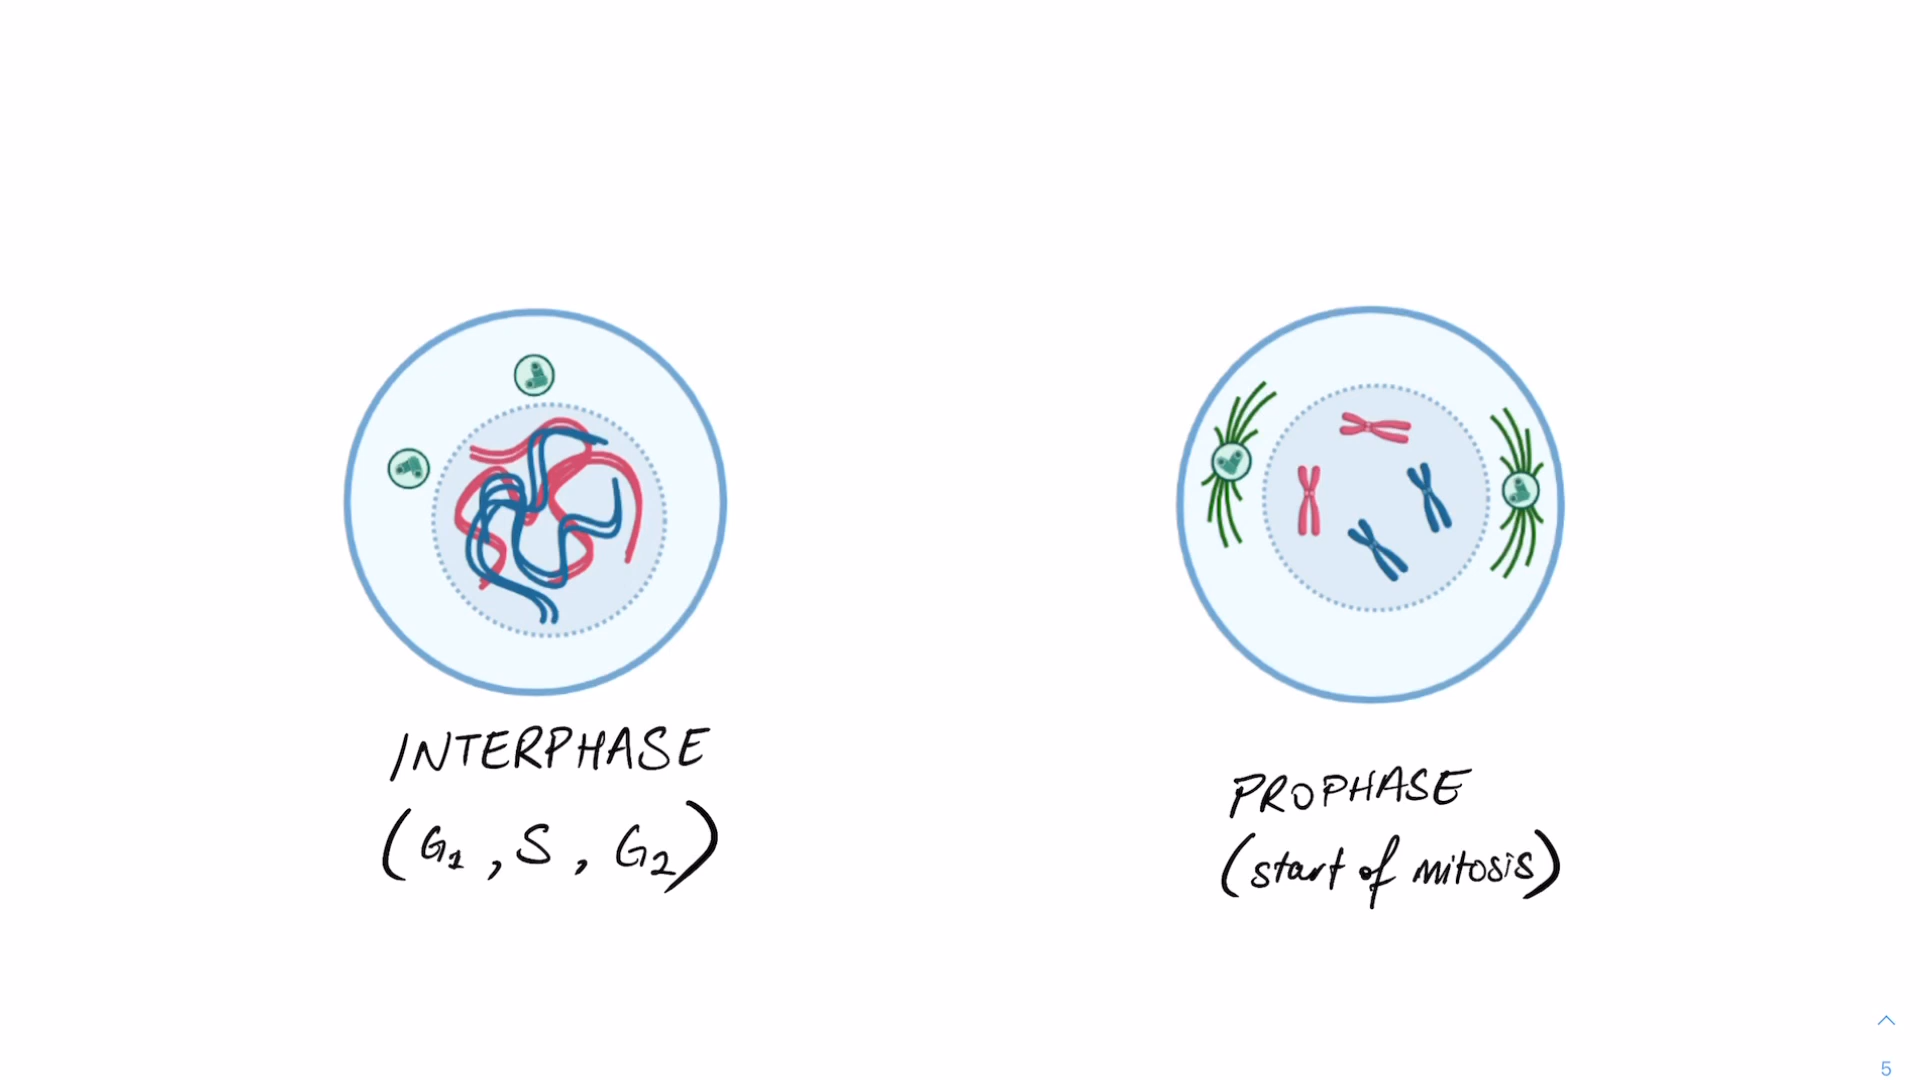 INTERPHASE
(G₁, S, G₂)
PROPHASE
(start of mitosis)
5